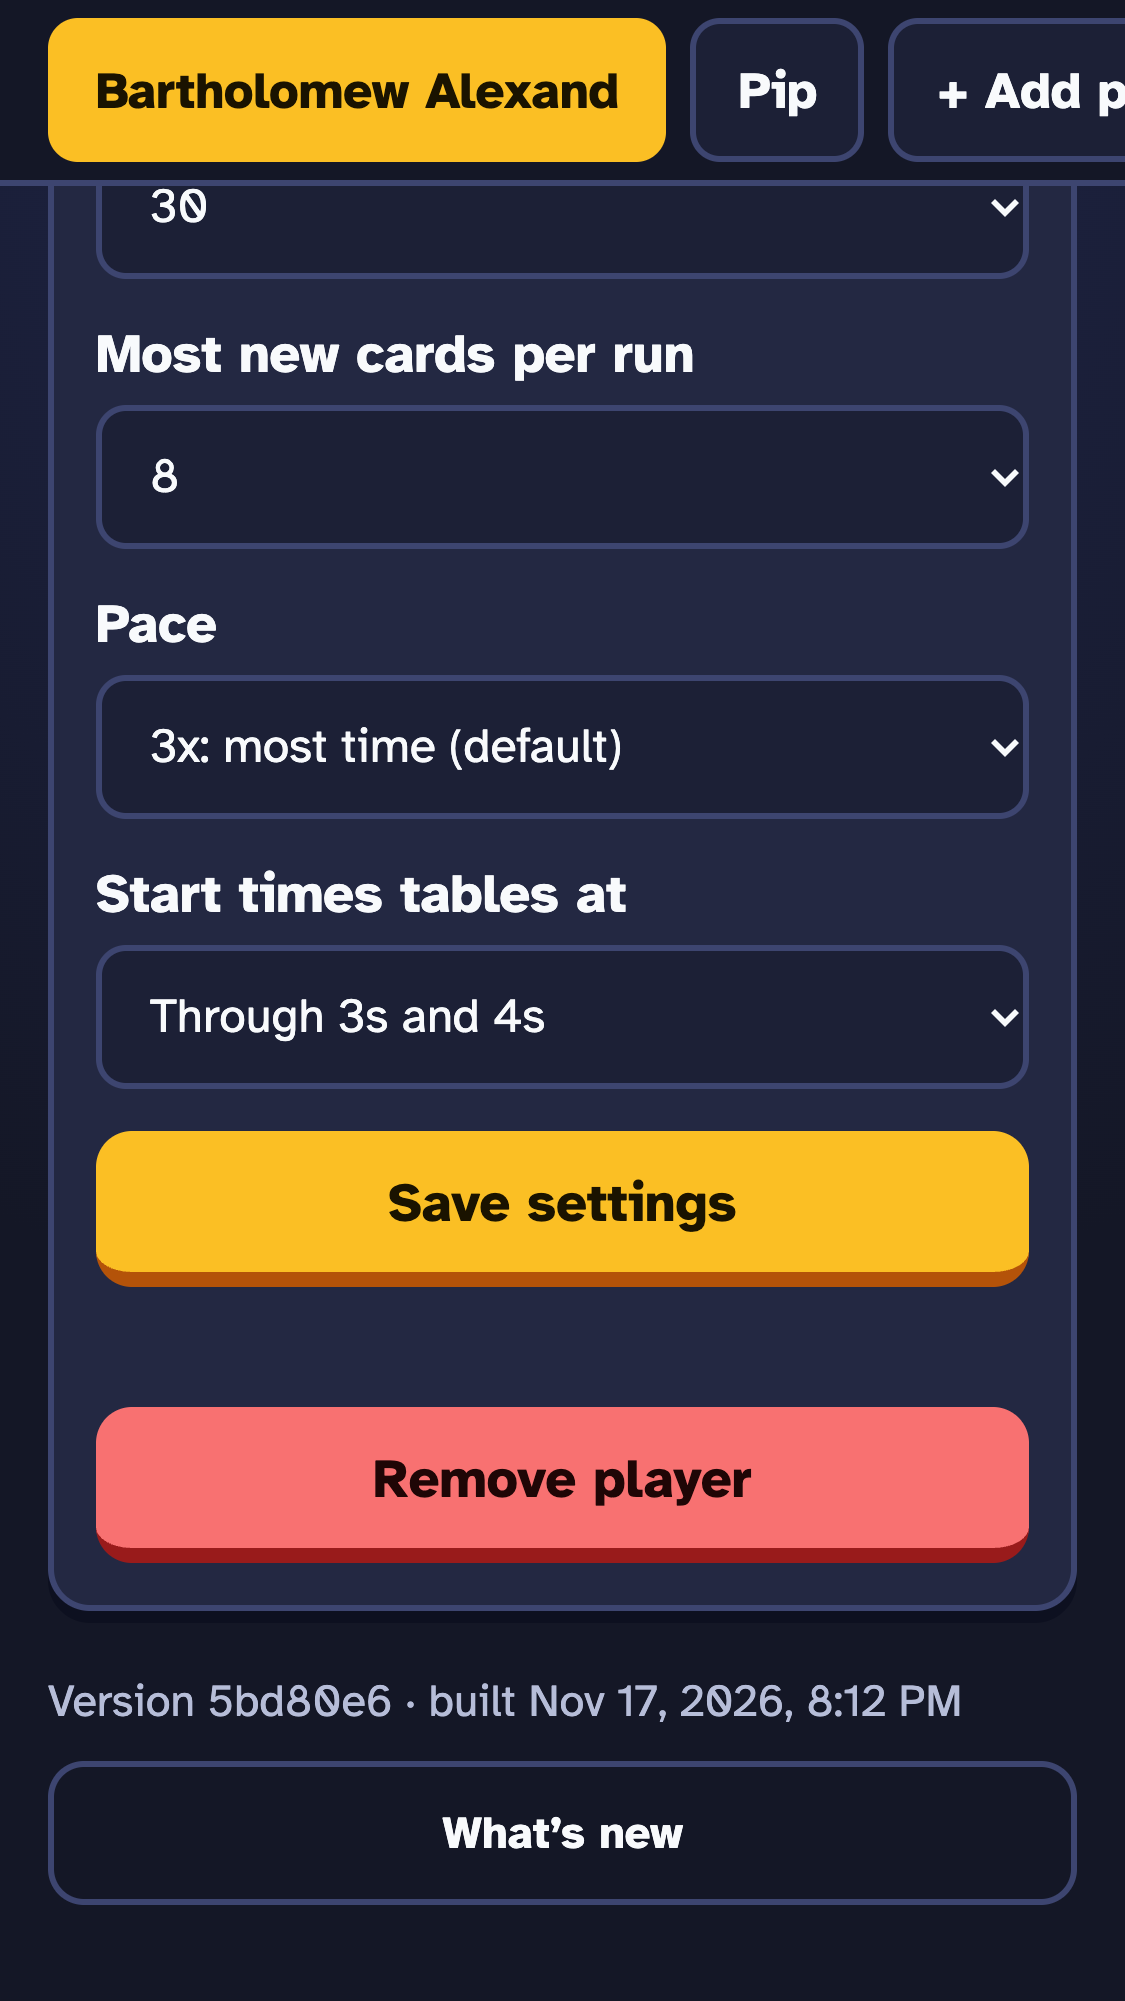 Bartholomew Alexand
Pip
+ Add p
30
Most new cards per run
8
Pace
3x: most time (default)
Start times tables at
Through 3s and 4s
Save settings
Remove player
Version 5bd80e6 · built Nov 17, 2026, 8:12 PM
What’s new